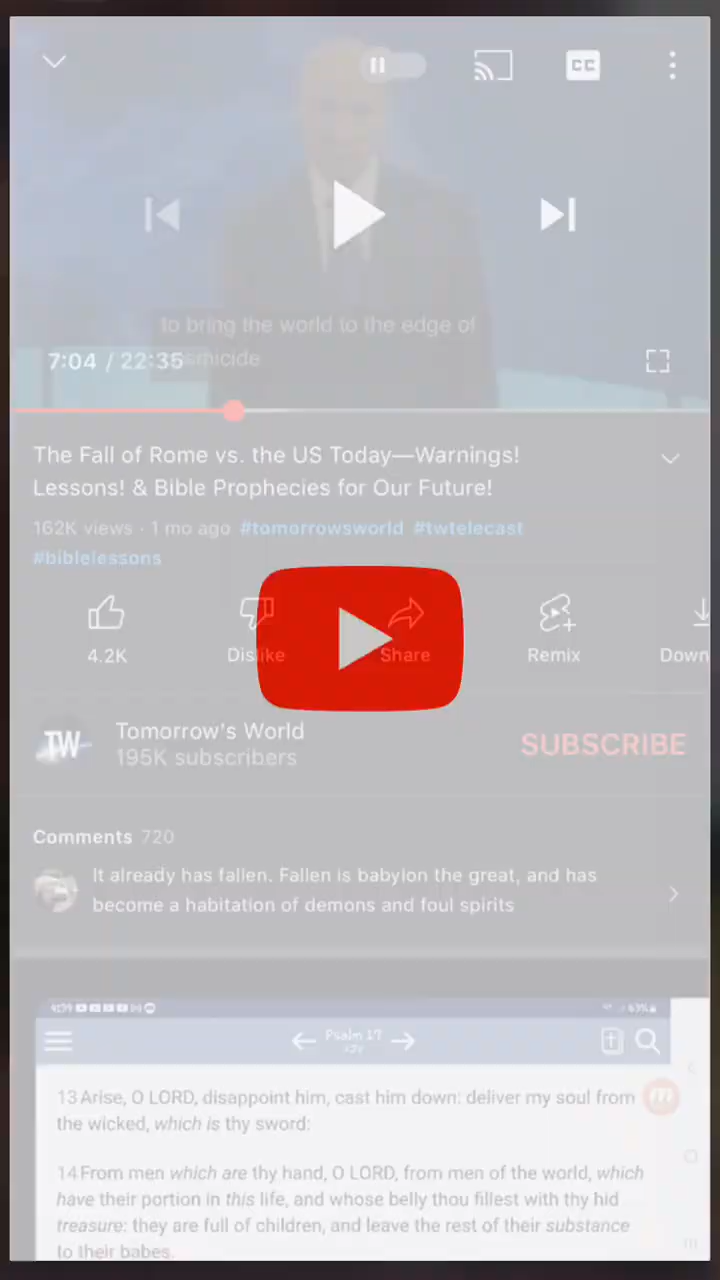 CC
to bring the world to the edge of
7:04 / 22:35
The Fall of Rome vs. the US Today—Warnings!
Lessons! & Bible Prophecies for Our Future!
162K views · 1 mo ago #tomorrowsworld #twtelecast
#biblelessons
4.2K Dislike Share Remix Down
TW
Tomorrow's World
195K subscribers
SUBSCRIBE
Comments 720
It already has fallen. Fallen is babylon the great, and has
become a habitation of demons and foul spirits
63%
Psalm 17
13 Arise, O LORD, disappoint him, cast him down: deliver my soul from
the wicked, which is thy sword:
14 From men which are thy hand, O LORD, from men of the world, which
have their portion in this life, and whose belly thou fillest with thy hid
treasure: they are full of children, and leave the rest of their substance
to their babes.